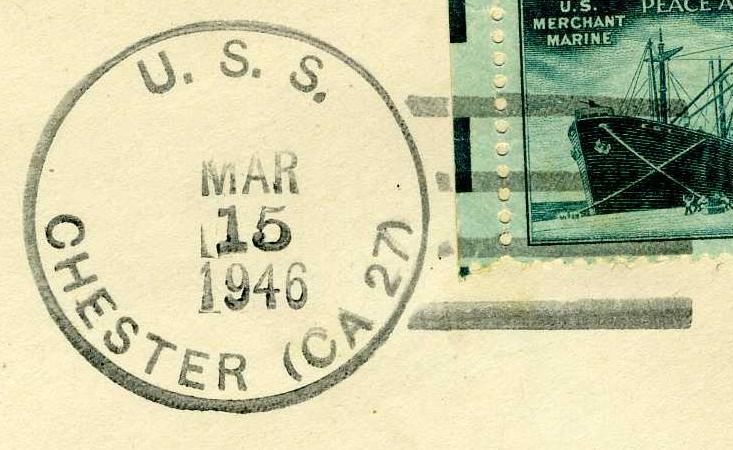 U. S. S.
MAR
15
1946
CHESTER (CA 27)
U.S.
MERCHANT
MARINE
PEACE A